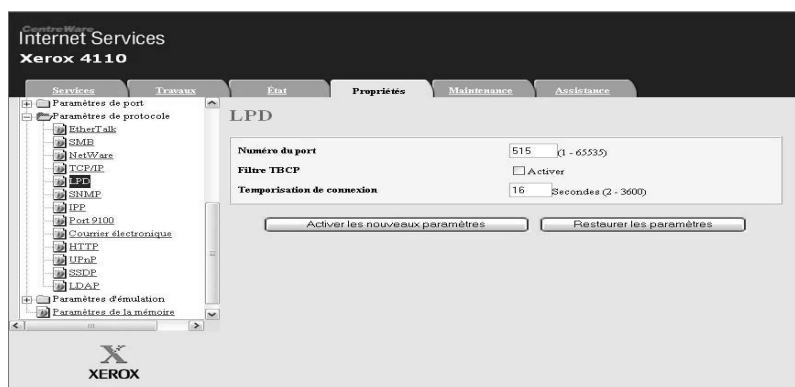 CentreWare
Internet Services
Xerox 4110
Services Travaux État Propriétés Maintenance Assistance
Paramètres de port
Paramètres de protocole
EtherTalk
SMB
NetWare
TCP/IP
LPD
SNMP
IPP
Port 9100
Courrier électronique
HTTP
UPnP
SSDP
LDAP
Paramètres d'émulation
Paramètres de la mémoire
XEROX
LPD
Numéro du port 515 (1 - 65535)
Filtre TBCP Activer
Temporisation de connexion 16 Secondes (2 - 3600)
Activer les nouveaux paramètres Restaurer les paramètres